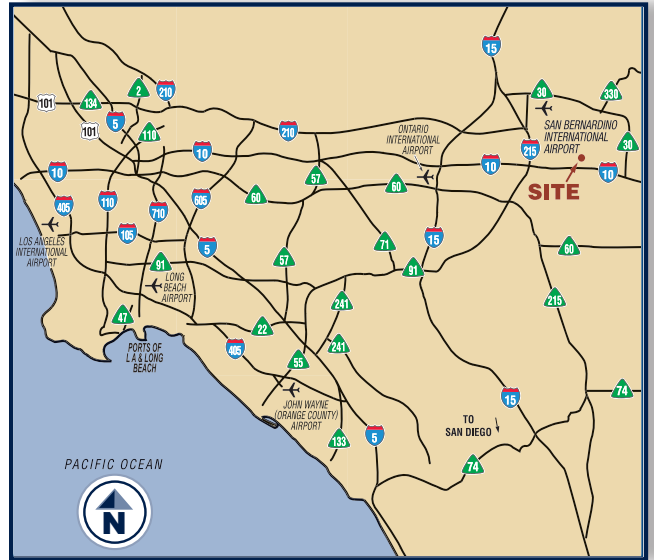 15
2
210
30
330
101
134
5
110
101
210
ONTARIO
INTERNATIONAL
AIRPORT
SAN BERNARDINO
INTERNATIONAL
AIRPORT
215
30
10
10
10
57
60
60
10
SITE
405
110
710
605
105
5
LOS ANGELES
INTERNATIONAL
AIRPORT
91
LONG
BEACH
AIRPORT
57
71
15
91
60
47
22
241
215
PORTS OF
LA & LONG
BEACH
405
55
241
JOHN WAYNE
(ORANGE COUNTY)
AIRPORT
133
5
15
74
TO
SAN DIEGO
74
PACIFIC OCEAN
N